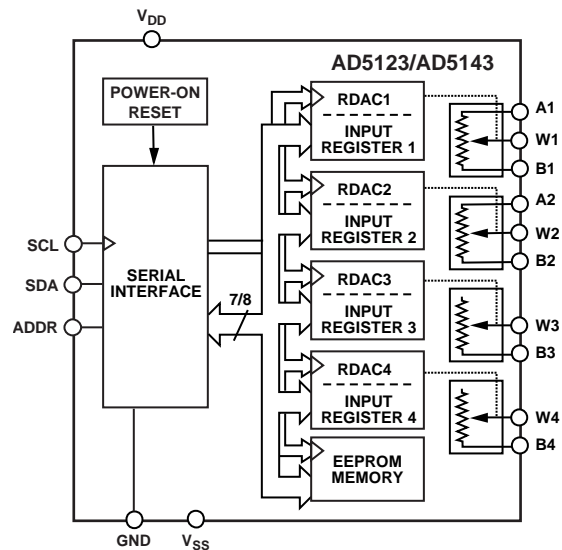 VDD
AD5123/AD5143
POWER-ON
RESET
RDAC1
INPUT
REGISTER 1
A1
W1
B1
RDAC2
INPUT
REGISTER 2
A2
W2
B2
SCL
SDA
ADDR
SERIAL
INTERFACE
7/8
RDAC3
INPUT
REGISTER 3
W3
B3
RDAC4
INPUT
REGISTER 4
W4
B4
EEPROM
MEMORY
GND
VSS